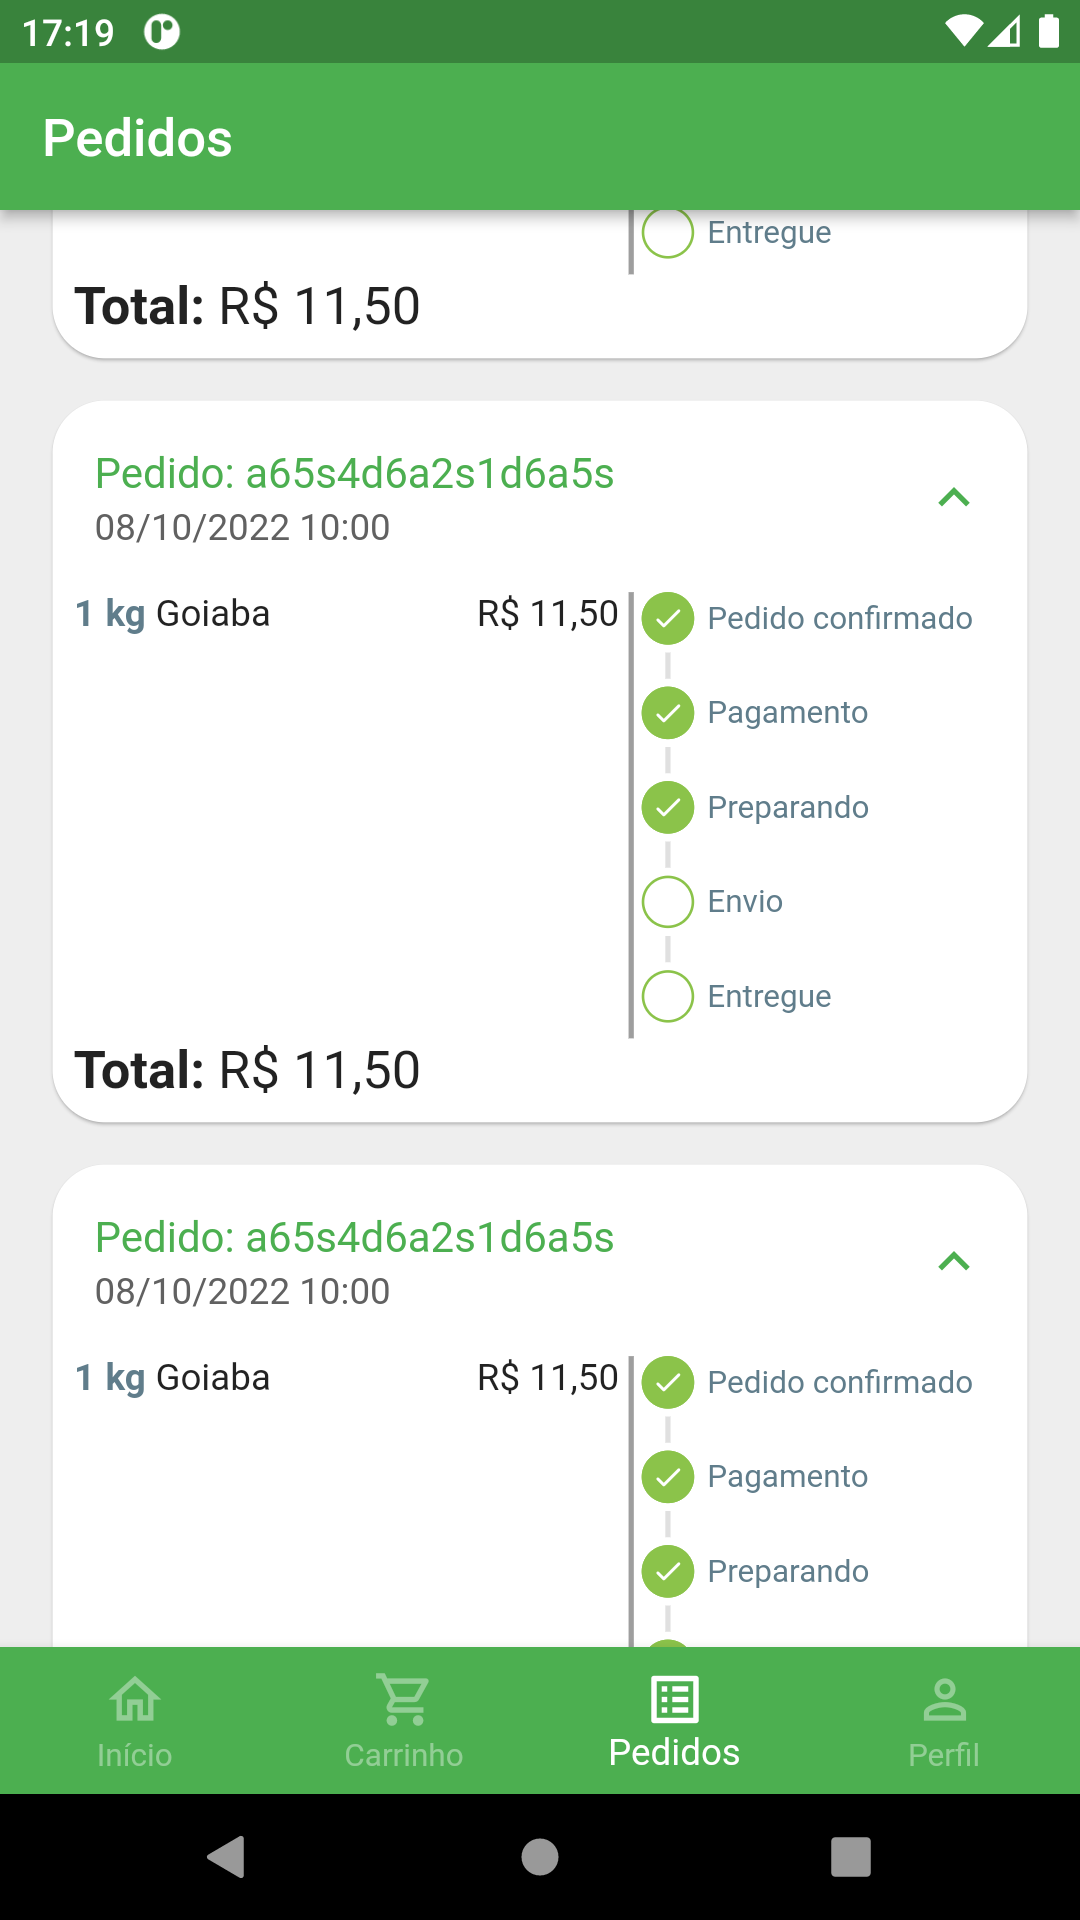 17:19
Pedidos
Entregue
Total: R$ 11,50
Pedido: a65s4d6a2s1d6a5s
08/10/2022 10:00
1 kg Goiaba R$ 11,50
Pedido confirmado
Pagamento
Preparando
Envio
Entregue
Total: R$ 11,50
Pedido: a65s4d6a2s1d6a5s
08/10/2022 10:00
1 kg Goiaba R$ 11,50
Pedido confirmado
Pagamento
Preparando
Início Carrinho Pedidos Perfil